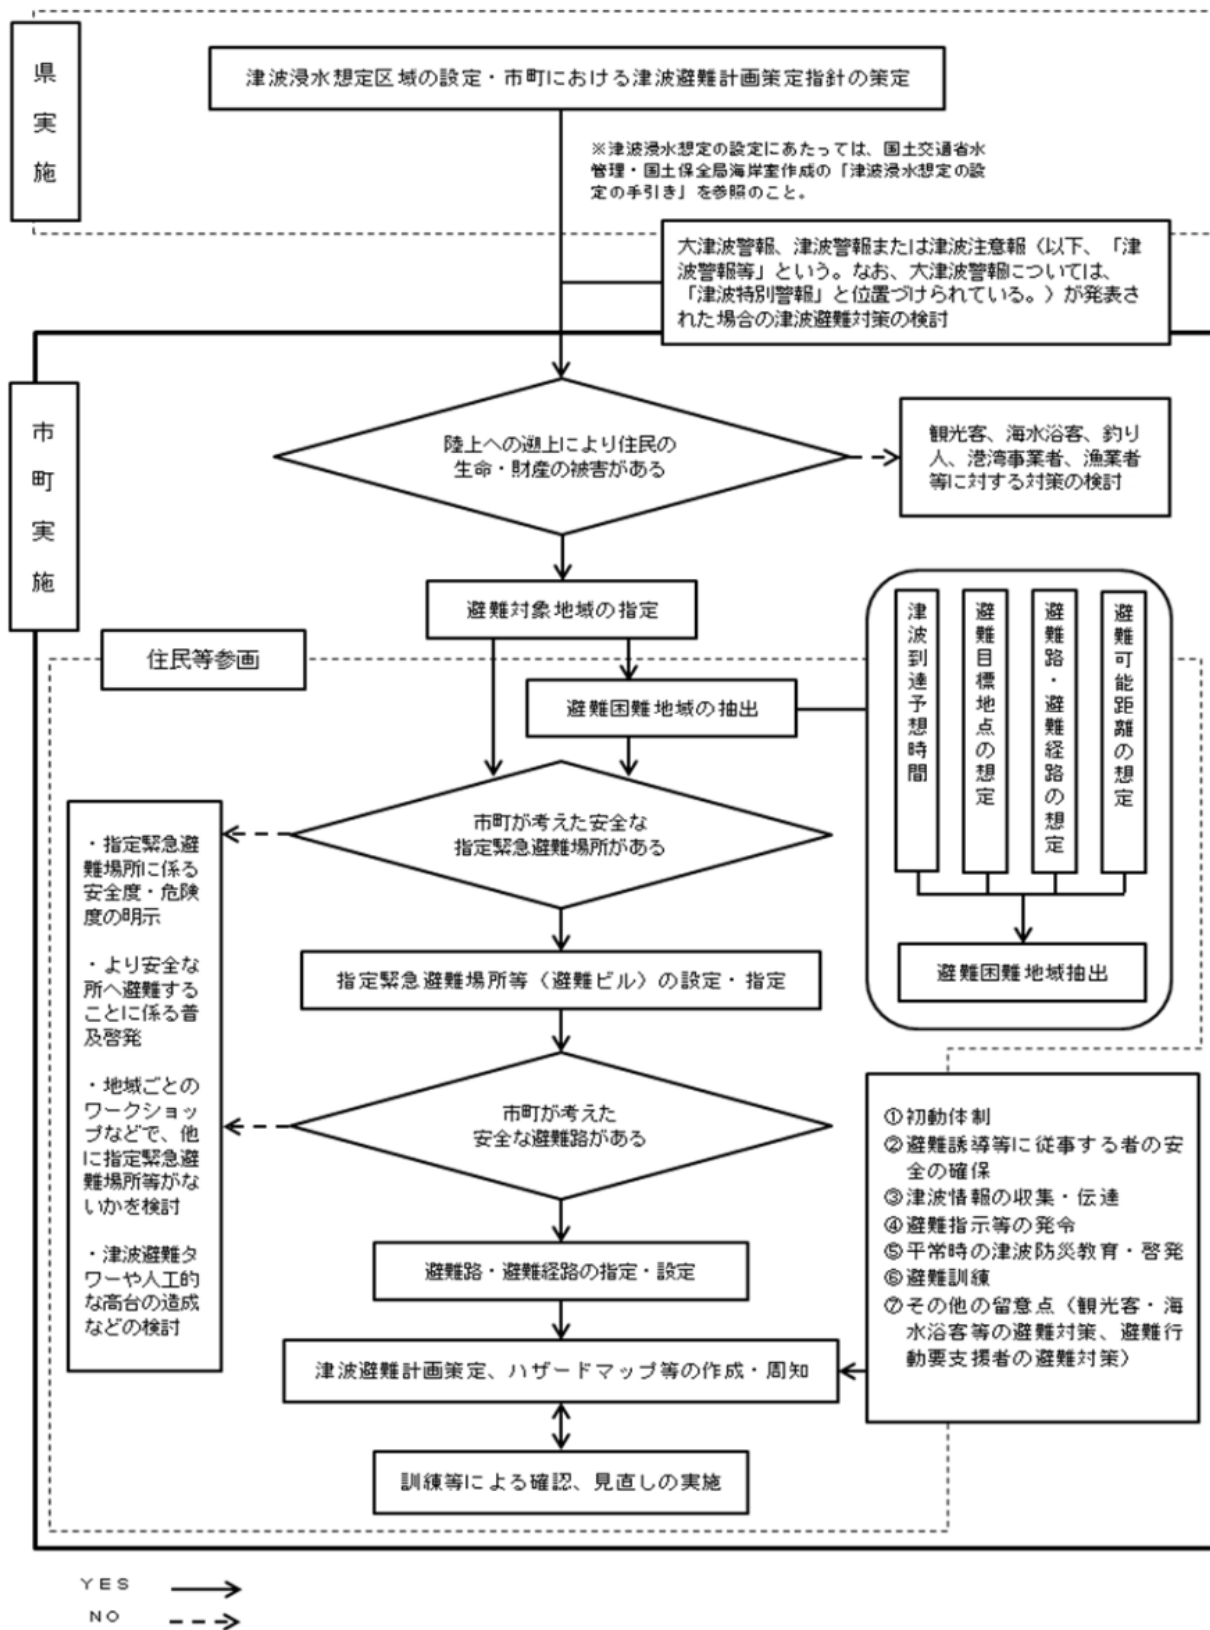 県実施
津波浸水想定区域の設定・市町における津波避難計画策定指針の策定
※津波浸水想定の設定にあたっては、国土交通省水
管理・国土保全局海岸室作成の「津波浸水想定の設
定の手引き」を参照のこと。
大津波警報、津波警報または津波注意報（以下、「津
波警報等」という。なお、大津波警報については、
「津波特別警報」と位置づけられている。）が発表さ
れた場合の津波避難対策の検討
市町実施
陸上への遡上により住民の
生命・財産の被害がある
観光客、海水浴客、釣り
人、港湾事業者、漁業者
等に対する対策の検討
避難対象地域の指定
住民等参画
避難困難地域の抽出
津波到達予想時間
避難目標地点の想定
避難路・避難経路の想定
避難可能距離の想定
避難困難地域抽出
市町が考えた安全な
指定緊急避難場所がある
・指定緊急避
難場所に係る
安全度・危険
度の明示
・より安全な
所へ避難する
ことに係る普
及啓発
・地域ごとの
ワークショッ
プなどで、他
に指定緊急避
難場所等がな
いかを検討
・津波避難タ
ワーや人工的
な高台の造成
などの検討
指定緊急避難場所等（避難ビル）の設定・指定
市町が考えた
安全な避難路がある
①初動体制
②避難誘導等に従事する者の安
全の確保
③津波情報の収集・伝達
④避難指示等の発令
⑤平常時の津波防災教育・啓発
⑥避難訓練
⑦その他の留意点（観光客・海
水浴客等の避難対策、避難行
動要支援者の避難対策）
避難路・避難経路の指定・設定
津波避難計画策定、ハザードマップ等の作成・周知
訓練等による確認、見直しの実施
YES
NO